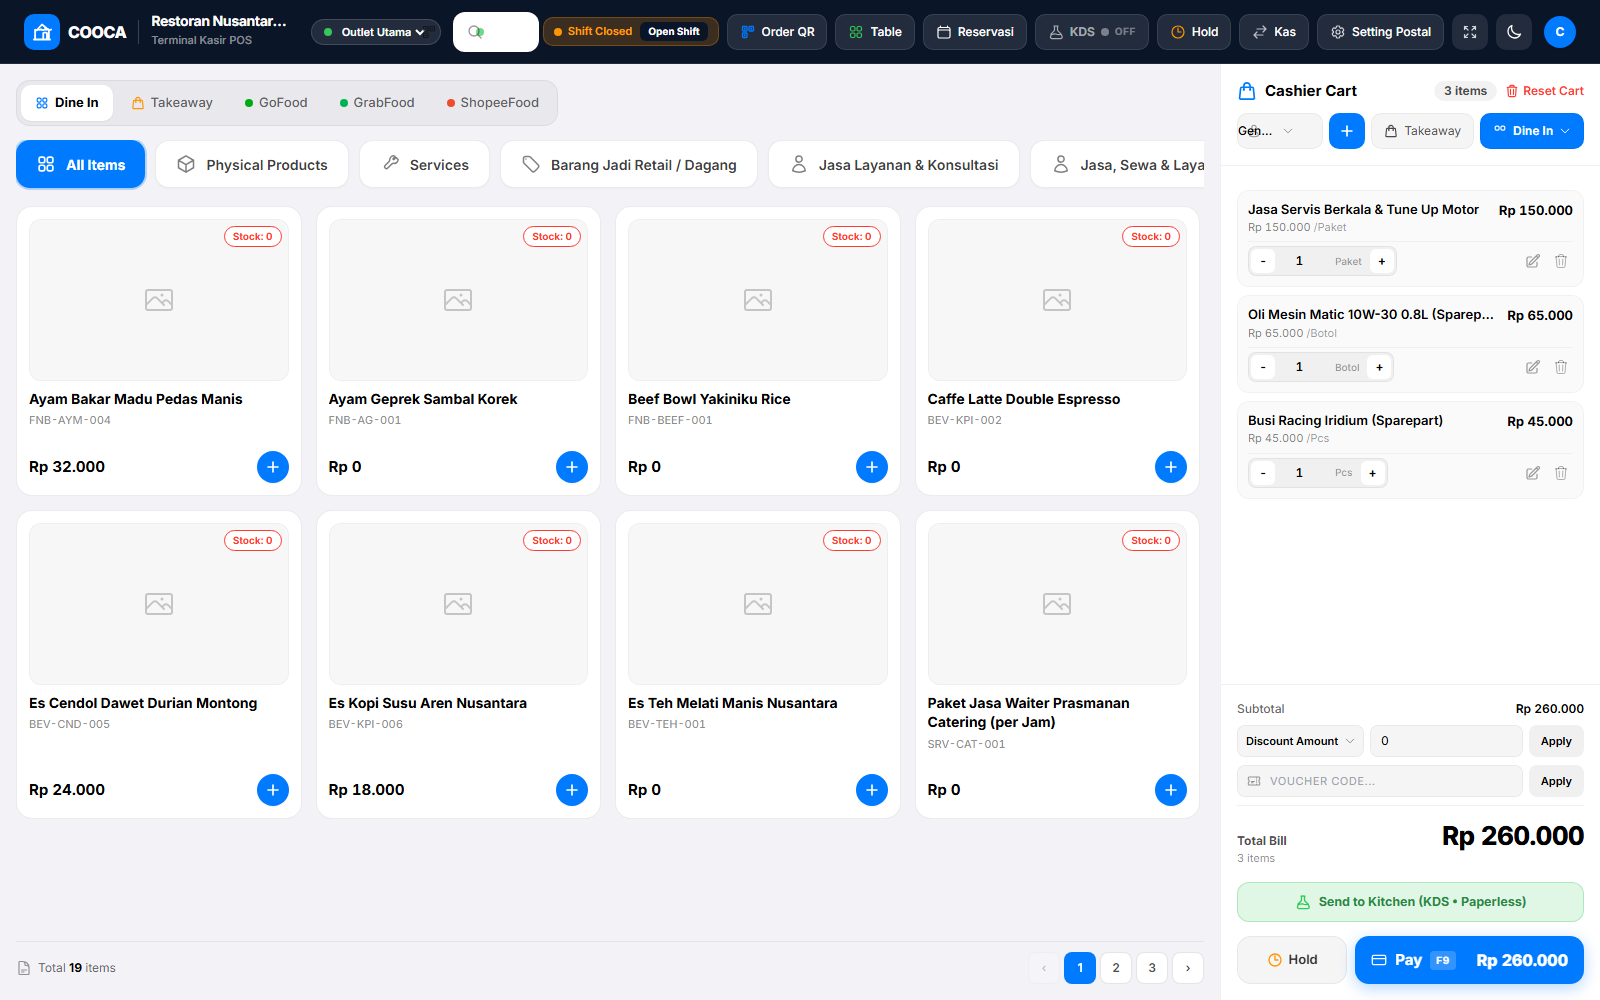 COOCA
Restoran Nusantar...
Terminal Kasir POS
Outlet Utama
Shift Closed
Open Shift
Order QR
Table
Reservasi
KDS
OFF
Hold
Kas
Setting Postal
C
Dine In
Takeaway
GoFood
GrabFood
ShopeeFood
All Items
Physical Products
Services
Barang Jadi Retail / Dagang
Jasa Layanan & Konsultasi
Jasa, Sewa & Laya
Stock: 0
Ayam Bakar Madu Pedas Manis
FNB-AYM-004
Rp 32.000
Stock: 0
Ayam Geprek Sambal Korek
FNB-AG-001
Rp 0
Stock: 0
Beef Bowl Yakiniku Rice
FNB-BEEF-001
Rp 0
Stock: 0
Caffe Latte Double Espresso
BEV-KPI-002
Rp 0
Stock: 0
Es Cendol Dawet Durian Montong
BEV-CND-005
Rp 24.000
Stock: 0
Es Kopi Susu Aren Nusantara
BEV-KPI-006
Rp 18.000
Stock: 0
Es Teh Melati Manis Nusantara
BEV-TEH-001
Rp 0
Stock: 0
Paket Jasa Waiter Prasmanan
Catering (per Jam)
SRV-CAT-001
Rp 0
Total 19 items
‹
1
2
3
›
Cashier Cart
3 items
Reset Cart
Gen...
+
Takeaway
Dine In
Jasa Servis Berkala & Tune Up Motor
Rp 150.000
Rp 150.000 /Paket
- 1 Paket +
Oli Mesin Matic 10W-30 0.8L (Sparep...
Rp 65.000
Rp 65.000 /Botol
- 1 Botol +
Busi Racing Iridium (Sparepart)
Rp 45.000
Rp 45.000 /Pcs
- 1 Pcs +
Subtotal
Rp 260.000
Discount Amount
0
Apply
VOUCHER CODE...
Apply
Total Bill
Rp 260.000
3 items
Send to Kitchen (KDS • Paperless)
Hold
Pay F9 Rp 260.000